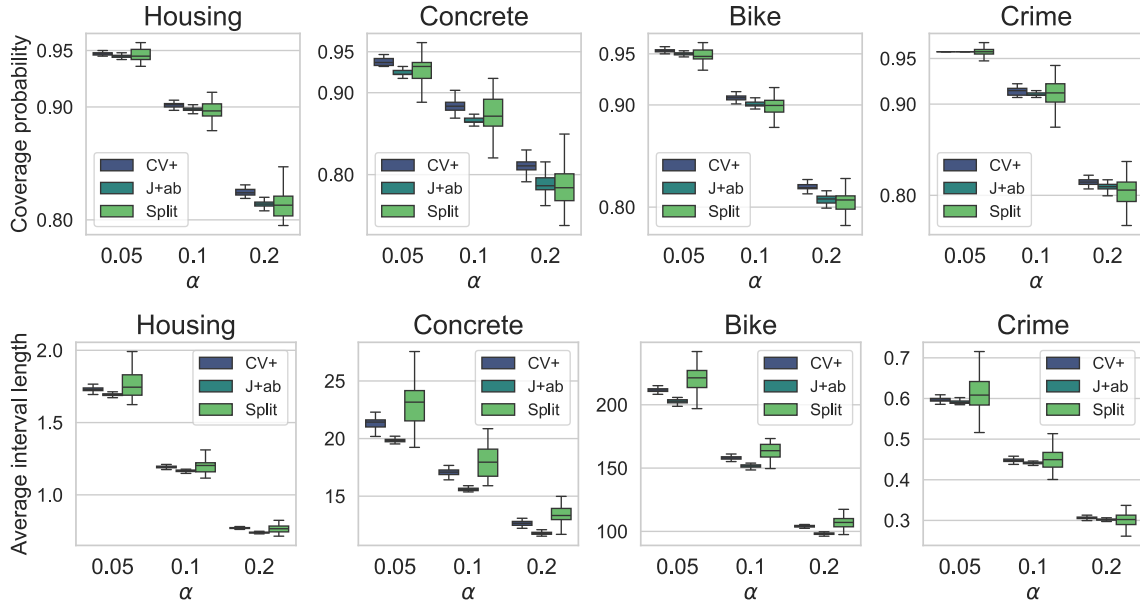 Housing
Concrete
Bike
Crime
Coverage probability
0.95
0.90
0.80
CV+
J+ab
Split
0.05
0.1
0.2
α
0.95
0.90
0.80
CV+
J+ab
Split
0.05
0.1
0.2
α
0.95
0.90
0.80
CV+
J+ab
Split
0.05
0.1
0.2
α
0.95
0.90
0.80
CV+
J+ab
Split
0.05
0.1
0.2
α
Housing
Concrete
Bike
Crime
Average interval length
2.0
1.5
1.0
CV+
J+ab
Split
0.05
0.1
0.2
α
25
20
15
CV+
J+ab
Split
0.05
0.1
0.2
α
200
150
100
CV+
J+ab
Split
0.05
0.1
0.2
α
0.7
0.6
0.5
0.4
0.3
CV+
J+ab
Split
0.05
0.1
0.2
α